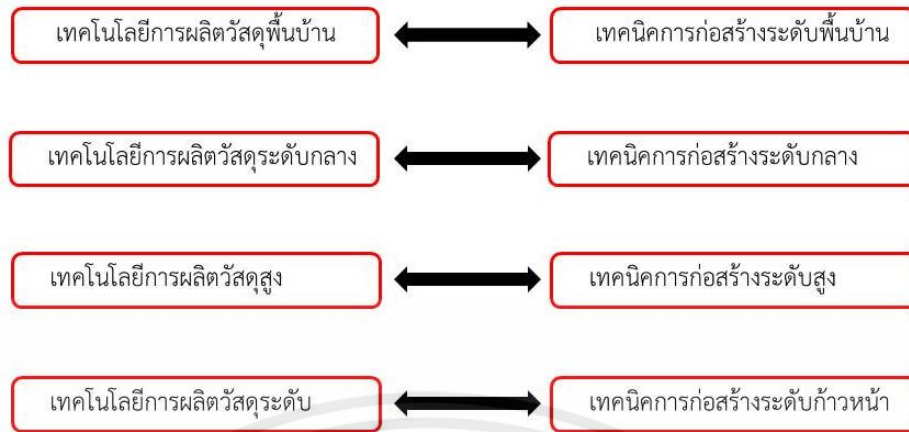 เทคโนโลยีการผลิตวัสดุพื้นบ้าน เทคนิคการก่อสร้างระดับพื้นบ้าน
เทคโนโลยีการผลิตวัสดุระดับกลาง เทคนิคการก่อสร้างระดับกลาง
เทคโนโลยีการผลิตวัสดุสูง เทคนิคการก่อสร้างระดับสูง
เทคโนโลยีการผลิตวัสดุระดับ เทคนิคการก่อสร้างระดับก้าวหน้า